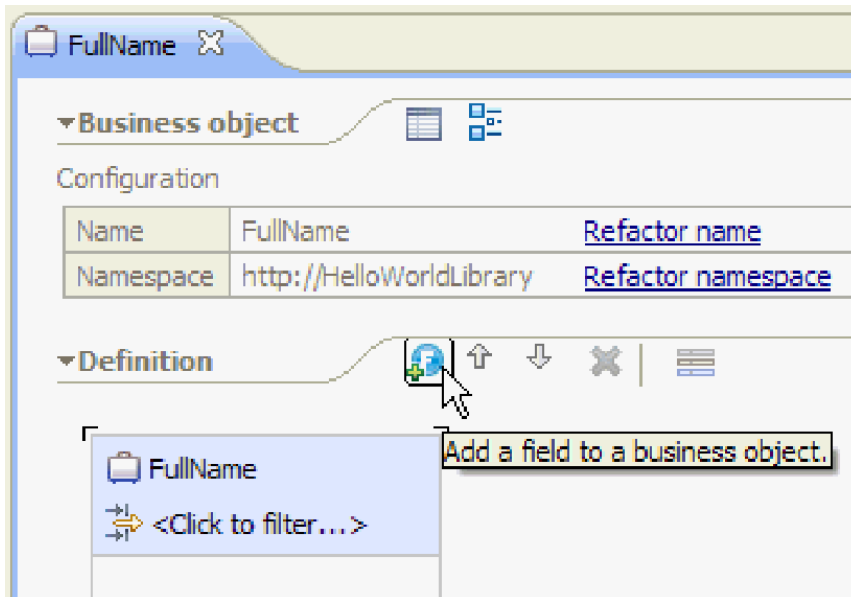 FullName
Business object
Configuration
Name FullName Refactor name
Namespace http://HelloWorldLibrary Refactor namespace
Definition
F
Add a field to a business object.
FullName
<Click to filter...>